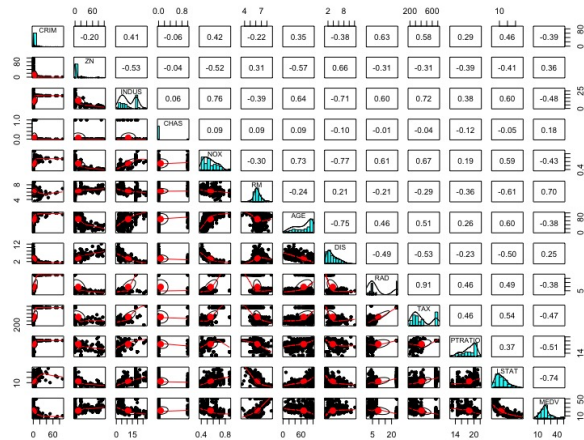 0 60 0.0 0.8 4 7 2 8 200 600 10
CRIM -0.20 0.41 -0.06 0.42 -0.22 0.35 -0.38 0.63 0.58 0.29 0.46 -0.39 0 80
0 80 ZN -0.53 -0.04 -0.52 0.31 -0.57 0.66 -0.31 -0.31 -0.39 -0.41 0.36
INDUS 0.06 0.76 -0.39 0.64 -0.71 0.60 0.72 0.38 0.60 -0.48 0 25
0.0 1.0 CHAS 0.09 0.09 0.09 -0.10 -0.01 -0.04 -0.12 -0.05 0.18
NOX -0.30 0.73 -0.77 0.61 0.67 0.19 0.59 -0.43 0.4
4 8 RM -0.24 0.21 -0.21 -0.29 -0.36 -0.61 0.70
AGE -0.75 0.46 0.51 0.26 0.60 -0.38 0 80
2 12 DIS -0.49 -0.53 -0.23 -0.50 0.25
RAD 0.91 0.46 0.49 -0.38 5
200 TAX 0.46 0.54 -0.47
PTRATIO 0.37 -0.51 14
10 LSTAT -0.74
MEDV 10 50
0 60 0 15 0.4 0.8 0 60 5 20 14 20 10 40